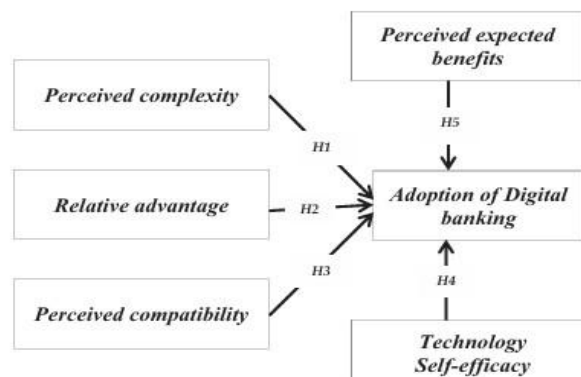 Perceived expected
benefits
Perceived complexity
H5
H1
Relative advantage
H2
Adoption of Digital
banking
H3
Perceived compatibility
H4
Technology
Self-efficacy